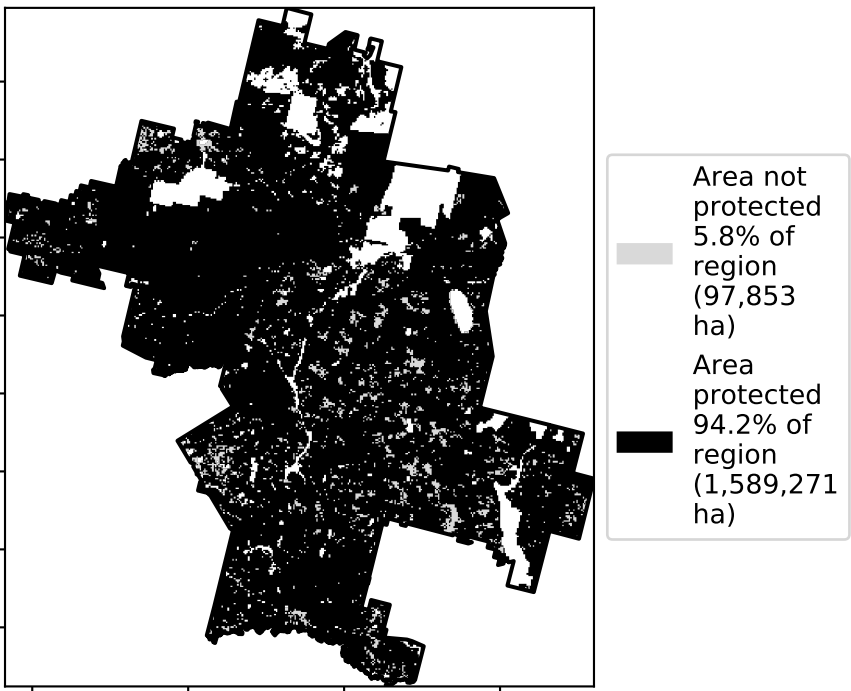 Area not
protected
5.8% of
region
(97,853
ha)
Area
protected
94.2% of
region
(1,589,271
ha)